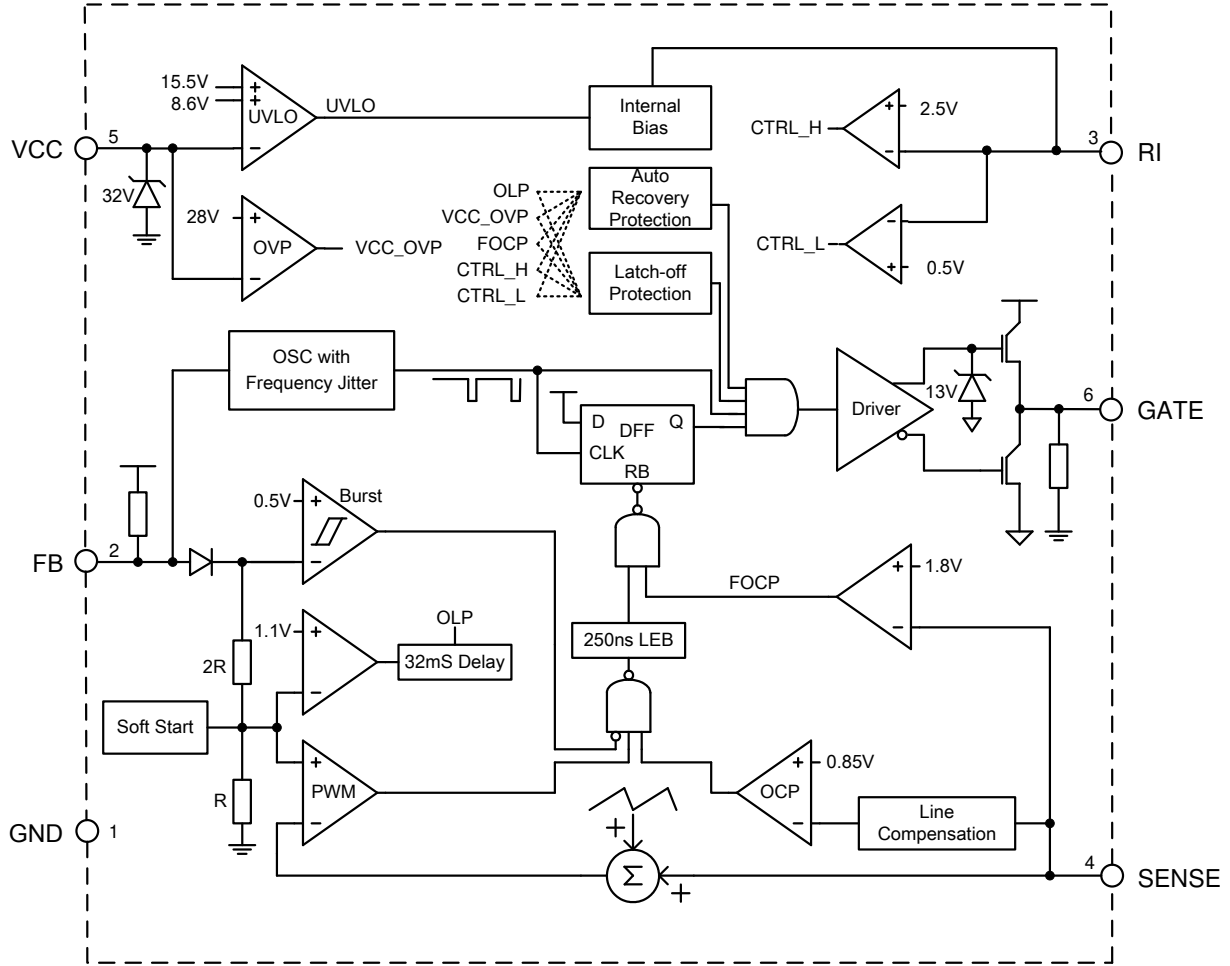 15.5V
8.6V
+
+
UVLO
−
UVLO
Internal
Bias
CTRL_H
+
2.5V
−
VCC
5
3
RI
32V
28V
+
OVP
−
VCC_OVP
OLP
VCC_OVP
FOCP
CTRL_H
CTRL_L
Auto
Recovery
Protection
Latch-off
Protection
CTRL_L
−
+
0.5V
OSC with
Frequency Jitter
D
DFF
Q
CLK
RB
Driver
13V
6
GATE
0.5V
+
Burst
−
FB
2
FOCP
+
1.8V
−
1.1V
+
−
OLP
32mS Delay
250ns LEB
2R
Soft Start
R
+
PWM
−
+
0.85V
OCP
−
Line
Compensation
GND
1
+
Σ
+
4
SENSE